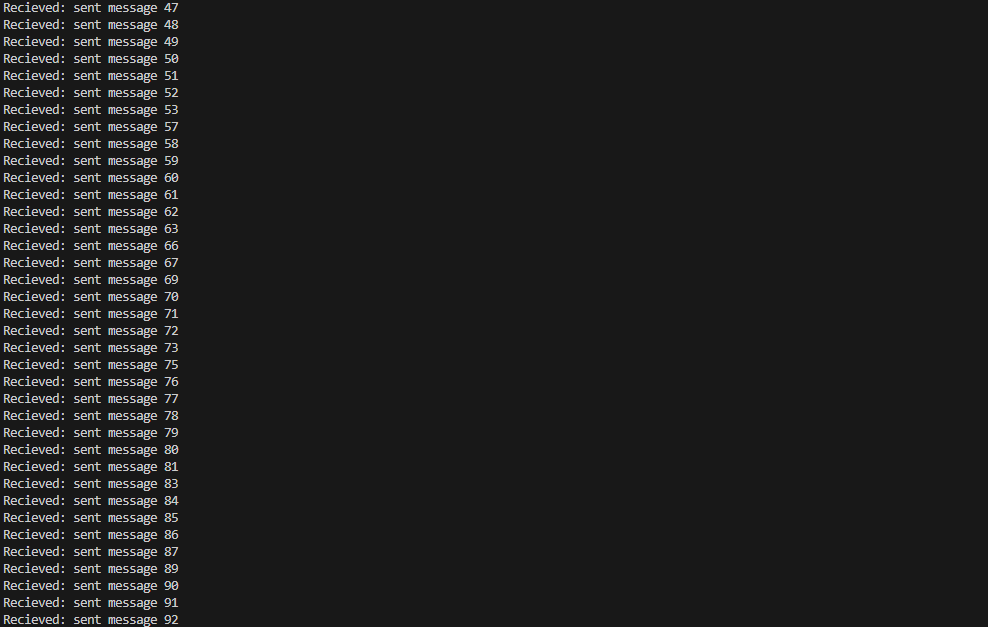 Recieved: sent message 47
Recieved: sent message 48
Recieved: sent message 49
Recieved: sent message 50
Recieved: sent message 51
Recieved: sent message 52
Recieved: sent message 53
Recieved: sent message 57
Recieved: sent message 58
Recieved: sent message 59
Recieved: sent message 60
Recieved: sent message 61
Recieved: sent message 62
Recieved: sent message 63
Recieved: sent message 66
Recieved: sent message 67
Recieved: sent message 69
Recieved: sent message 70
Recieved: sent message 71
Recieved: sent message 72
Recieved: sent message 73
Recieved: sent message 75
Recieved: sent message 76
Recieved: sent message 77
Recieved: sent message 78
Recieved: sent message 79
Recieved: sent message 80
Recieved: sent message 81
Recieved: sent message 83
Recieved: sent message 84
Recieved: sent message 85
Recieved: sent message 86
Recieved: sent message 87
Recieved: sent message 89
Recieved: sent message 90
Recieved: sent message 91
Recieved: sent message 92